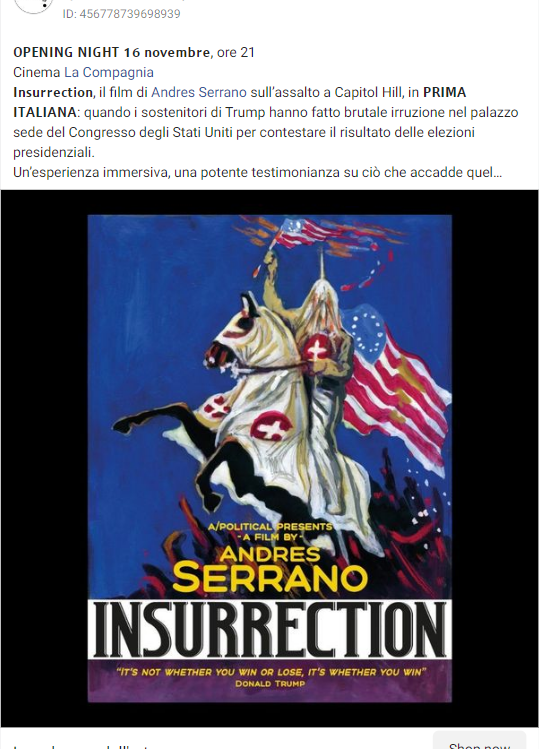 ID: 456778739698939
OPENING NIGHT 16 novembre, ore 21
Cinema La Compagnia
Insurrection, il film di Andres Serrano sull'assalto a Capitol Hill, in PRIMA
ITALIANA: quando i sostenitori di Trump hanno fatto brutale irruzione nel palazzo
sede del Congresso degli Stati Uniti per contestare il risultato delle elezioni
presidenziali.
Un'esperienza immersiva, una potente testimonianza su ciò che accadde quel...
A/POLITICAL PRESENTS
-A FILM BY-
ANDRES
SERRANO
INSURRECTION
"IT'S NOT WHETHER YOU WIN OR LOSE, IT'S WHETHER YOU WIN"
DONALD TRUMP
Shop now